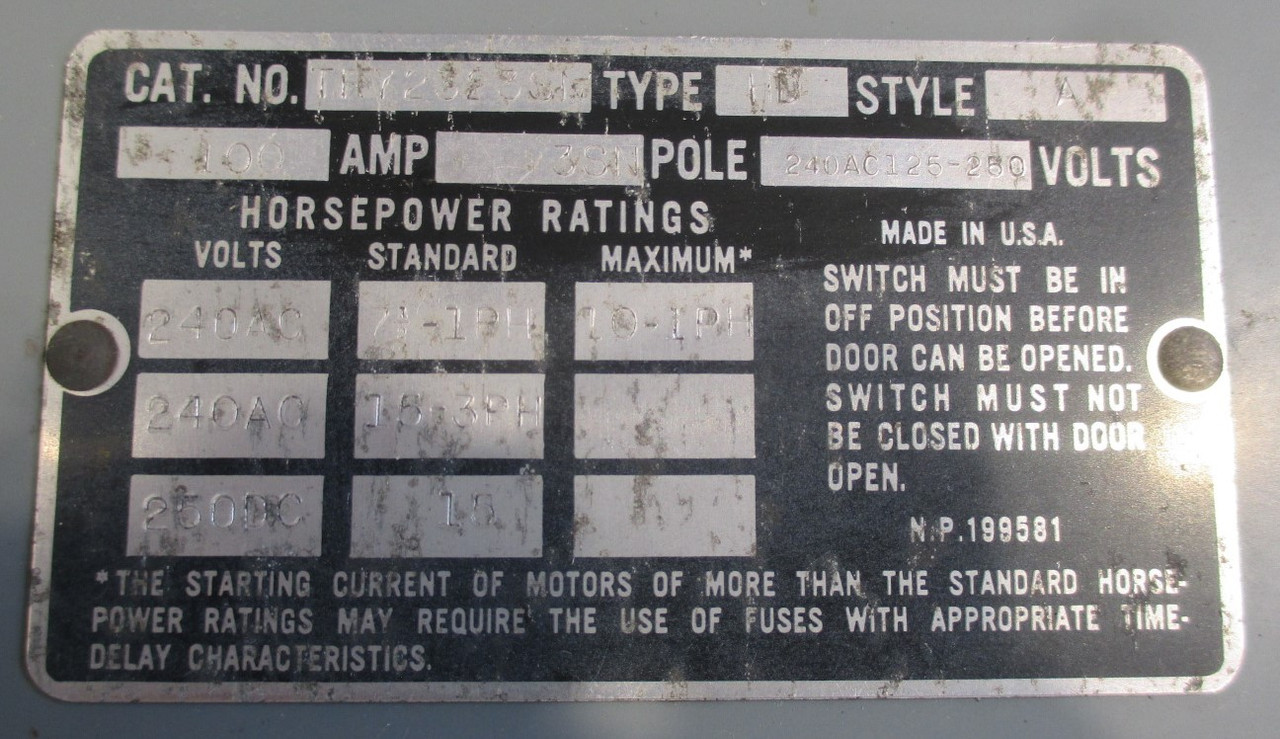 CAT. NO. TYPE HD STYLE A
100 AMP 3SN POLE 240AC125-250 VOLTS
HORSEPOWER RATINGS
VOLTS STANDARD MAXIMUM*
240AC 7½-1PH 10-1PH
240AC 15-3PH
250DC 15
MADE IN U.S.A.
SWITCH MUST BE IN
OFF POSITION BEFORE
DOOR CAN BE OPENED.
SWITCH MUST NOT
BE CLOSED WITH DOOR
OPEN.
N.P.199581
*THE STARTING CURRENT OF MOTORS OF MORE THAN THE STANDARD HORSE-
POWER RATINGS MAY REQUIRE THE USE OF FUSES WITH APPROPRIATE TIME-
DELAY CHARACTERISTICS.